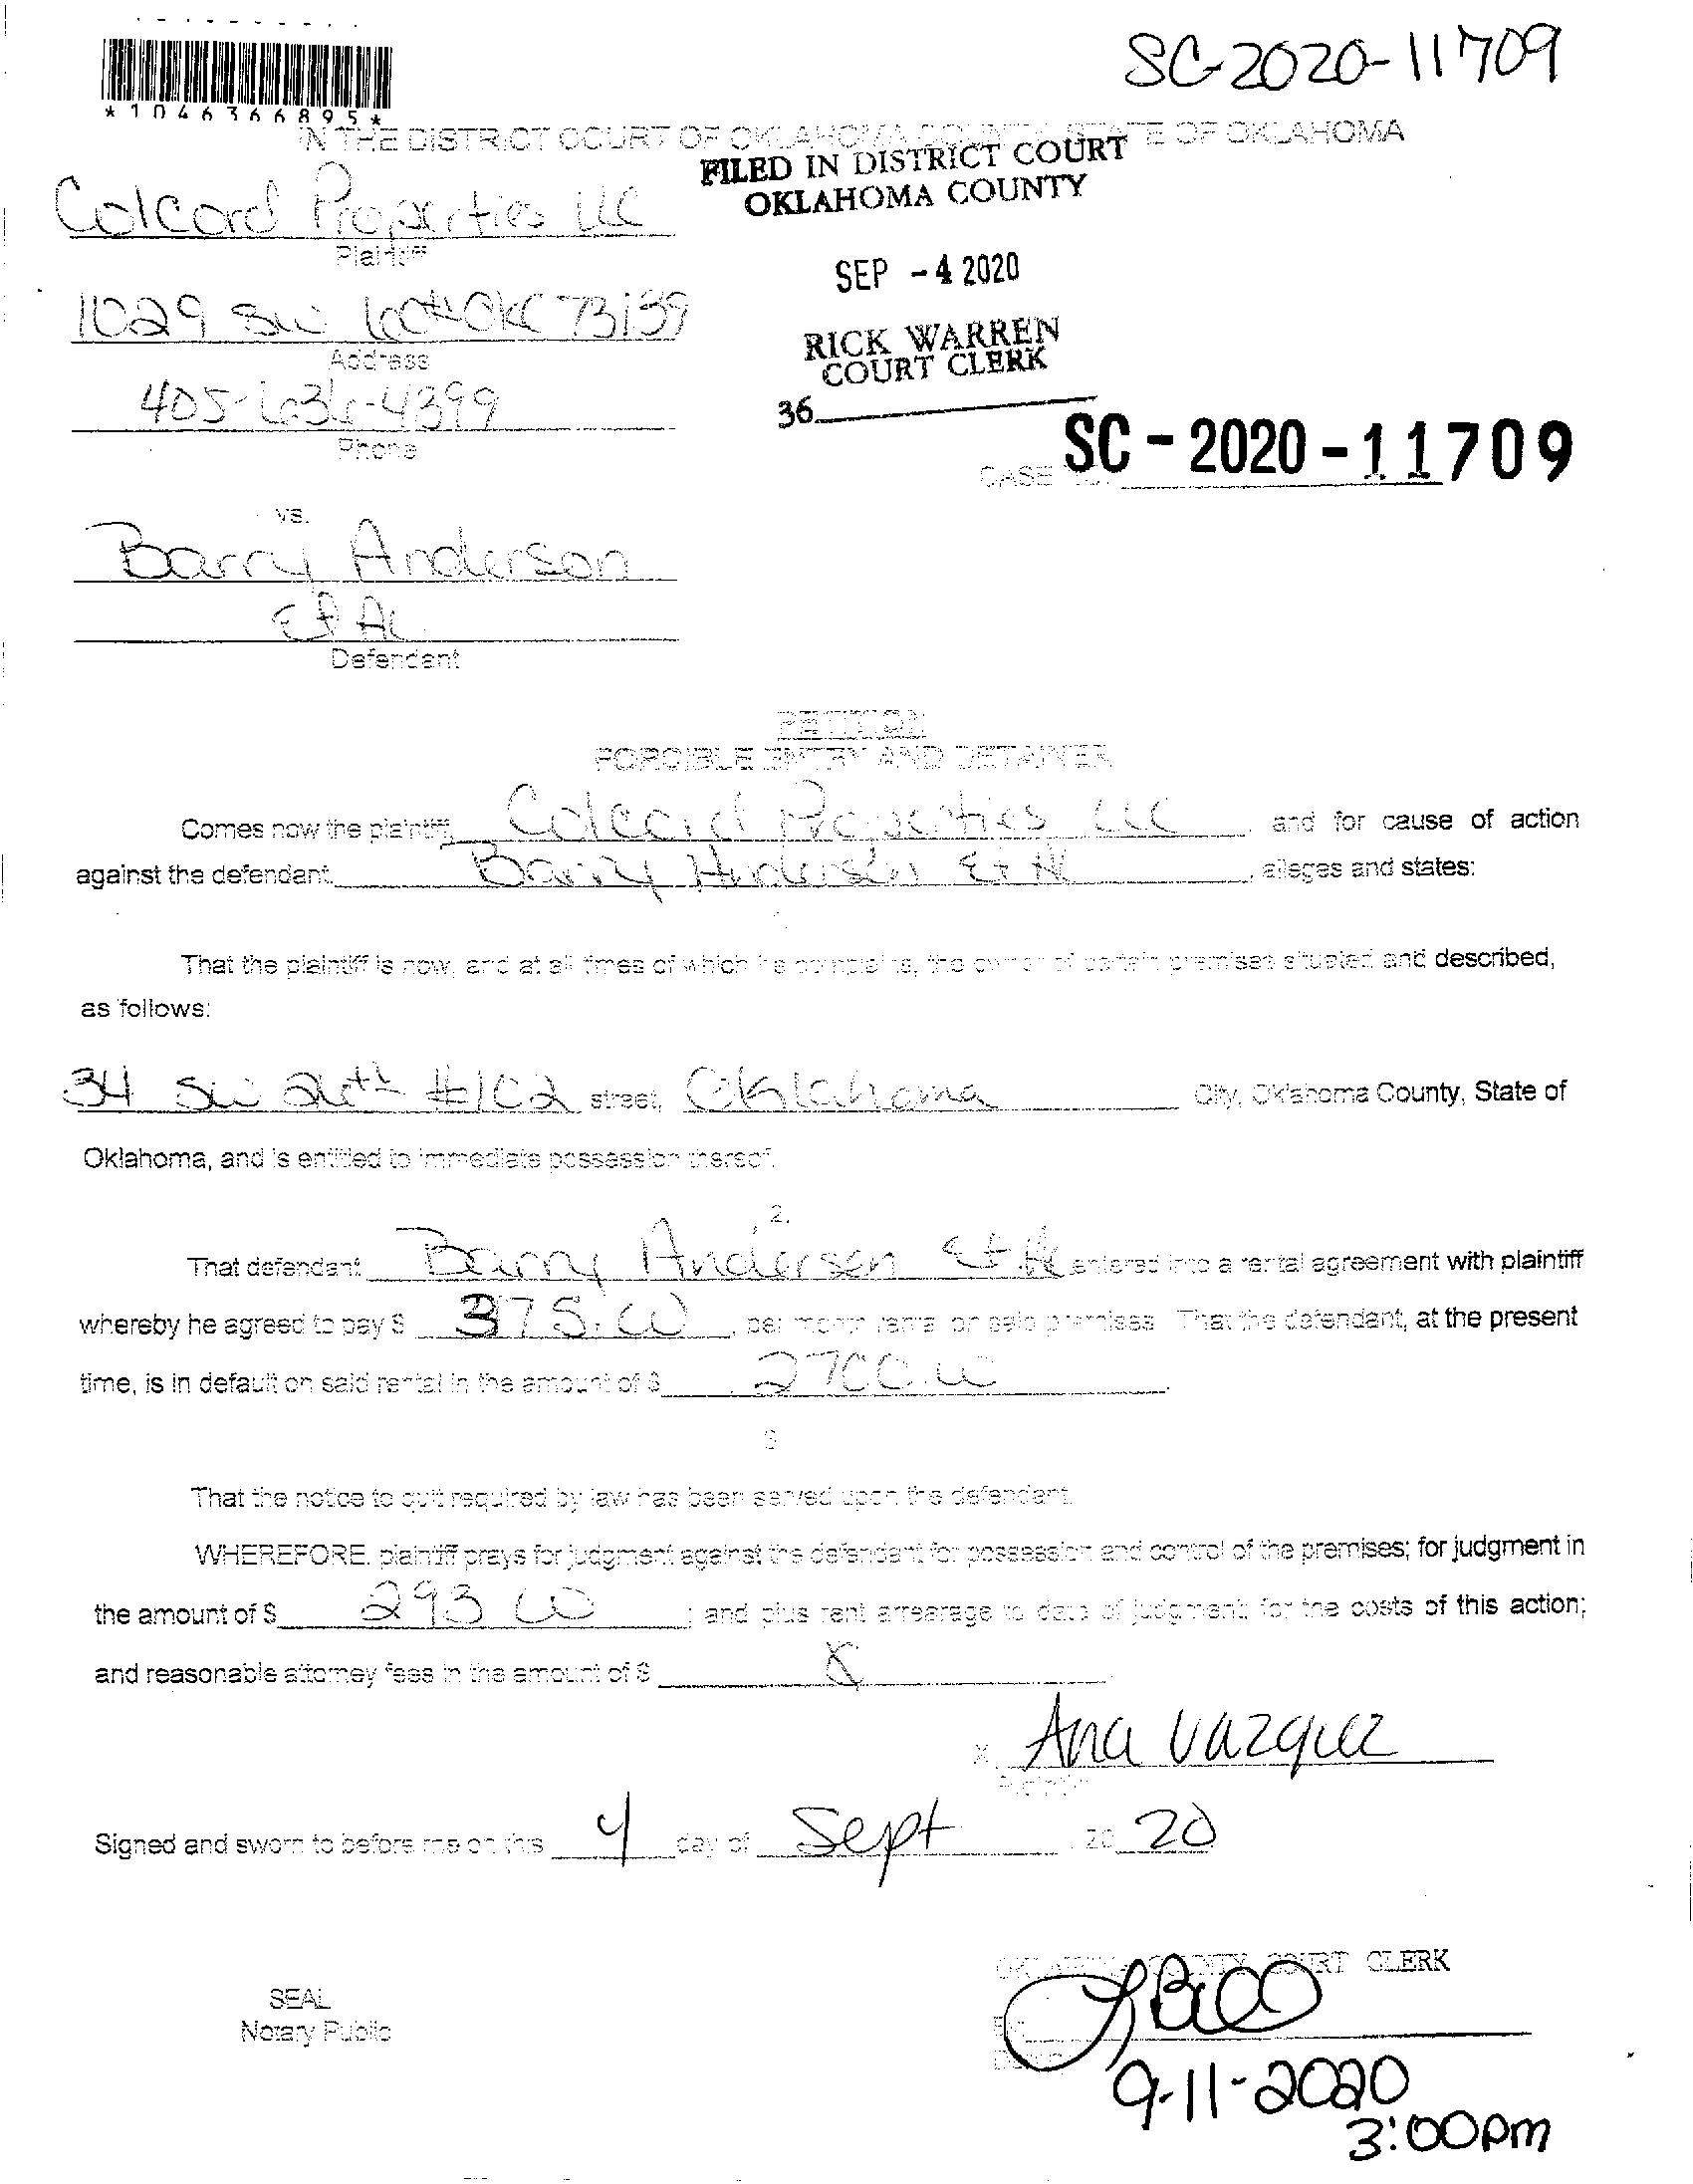 SC-2020-11709
*1046366895*
IN THE DISTRICT COURT OF OKLAHOMA COUNTY, STATE OF OKLAHOMA
FILED IN DISTRICT COURT
OKLAHOMA COUNTY
Colcord Properties LLC
Plaintiff
SEP -4 2020
1029 SW OKC 73139
Address
RICK WARREN
COURT CLERK
405-636-4399
Phone
36
CASE NO. SC-2020-11709
vs.
Barry Anderson
Et Al
Defendant
PETITION
FORCIBLE ENTRY AND DETAINER
Comes now the plaintiff, Colcord Properties LLC and for cause of action
against the defendant, Barry Anderson Et Al, alleges and states:
That the plaintiff is now, and at all times of which he complains, the owner of certain premises situated and described,
as follows:
34 SW #102 street, Oklahoma City, Oklahoma County, State of
Oklahoma, and is entitled to immediate possession thereof.
2.
That defendant Barry Anderson Et Al entered into a rental agreement with plaintiff
whereby he agreed to pay $ 375.00, per month rental on said premises. That the defendant, at the present
time, is in default on said rental in the amount of $ 2700.00
3
That the notice to quit required by law has been served upon the defendant.
WHEREFORE, plaintiff prays for judgment against the defendant for possession and control of the premises; for judgment in
the amount of $ 293 00; and plus rent arrearage to date of judgment; for the costs of this action;
and reasonable attorney fees in the amount of $
X Ana Vazquez
Plaintiff
Signed and sworn to before me on this 4 day of Sept, 20 20
OKLAHOMA COUNTY COURT CLERK
SEAL
Notary Public
9-11-2020
3:00pm